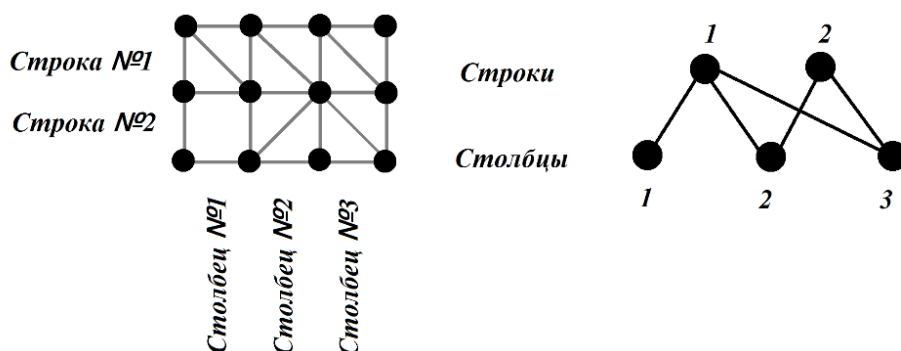 Строка №1
Строка №2
Столбец №1
Столбец №2
Столбец №3
1 2
Строки
Столбцы
1 2 3